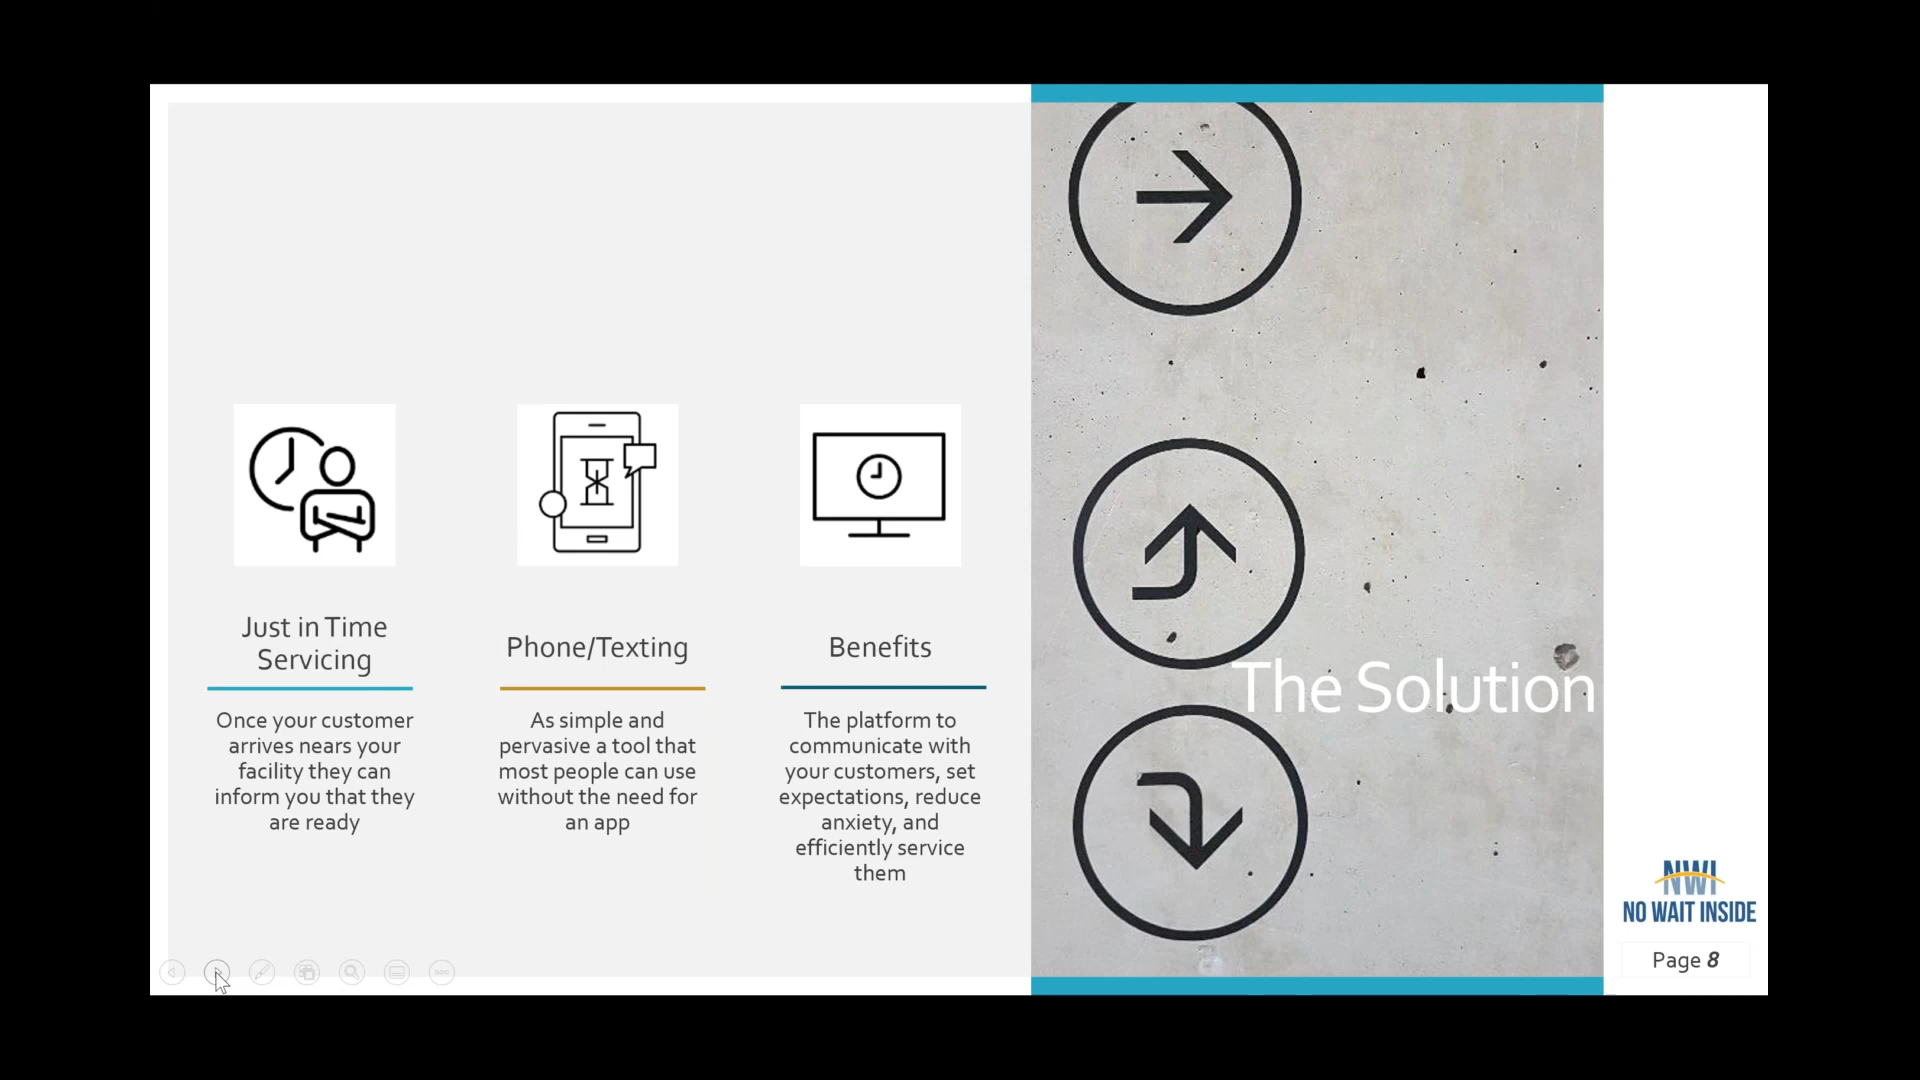 Just in Time
Servicing
Once your customer
arrives nears your
facility they can
inform you that they
are ready
Phone/Texting
As simple and
pervasive a tool that
most people can use
without the need for
an app
Benefits
The platform to
communicate with
your customers, set
expectations, reduce
anxiety, and
efficiently service
them
The Solution
NWI
NO WAIT INSIDE
Page 8